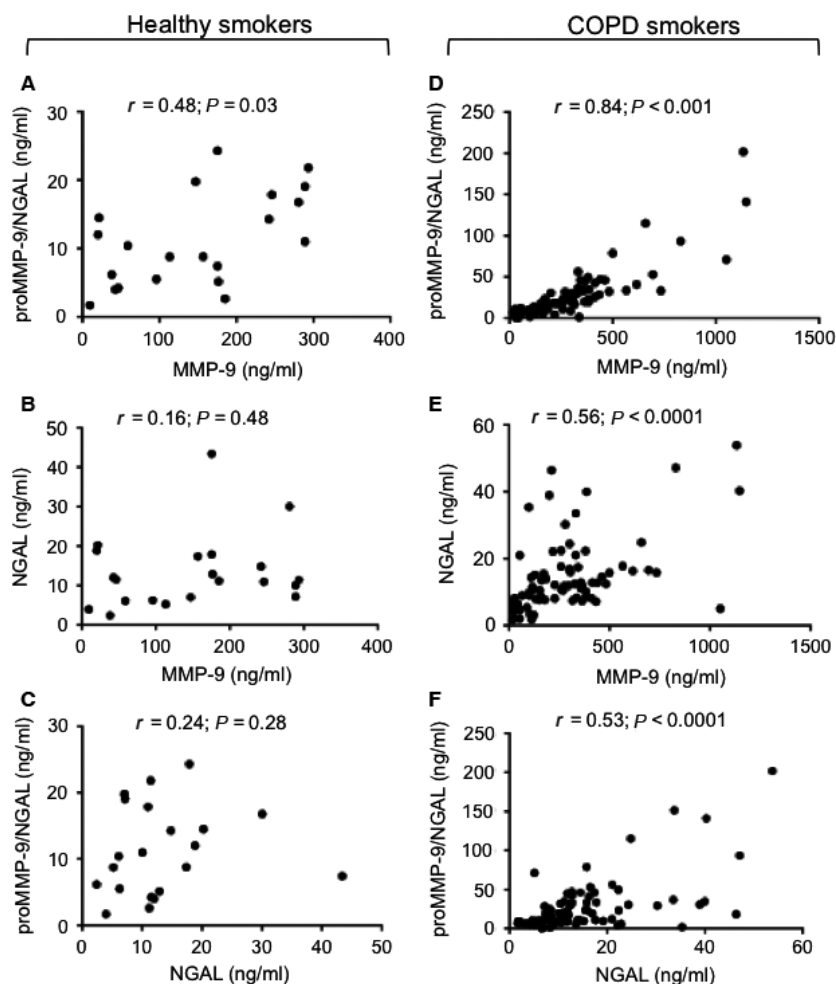 Healthy smokers
COPD smokers
A
r = 0.48; P = 0.03
proMMP-9/NGAL (ng/ml)
30
20
10
0
0 100 200 300 400
MMP-9 (ng/ml)
D
r = 0.84; P < 0.001
proMMP-9/NGAL (ng/ml)
250
200
150
100
50
0
0 500 1000 1500
MMP-9 (ng/ml)
B
r = 0.16; P = 0.48
NGAL (ng/ml)
50
40
30
20
10
0
0 100 200 300 400
MMP-9 (ng/ml)
E
r = 0.56; P < 0.0001
NGAL (ng/ml)
60
40
20
0
0 500 1000 1500
MMP-9 (ng/ml)
C
r = 0.24; P = 0.28
proMMP-9/NGAL (ng/ml)
30
20
10
0
0 10 20 30 40 50
NGAL (ng/ml)
F
r = 0.53; P < 0.0001
proMMP-9/NGAL (ng/ml)
250
200
150
100
50
0
0 20 40 60
NGAL (ng/ml)